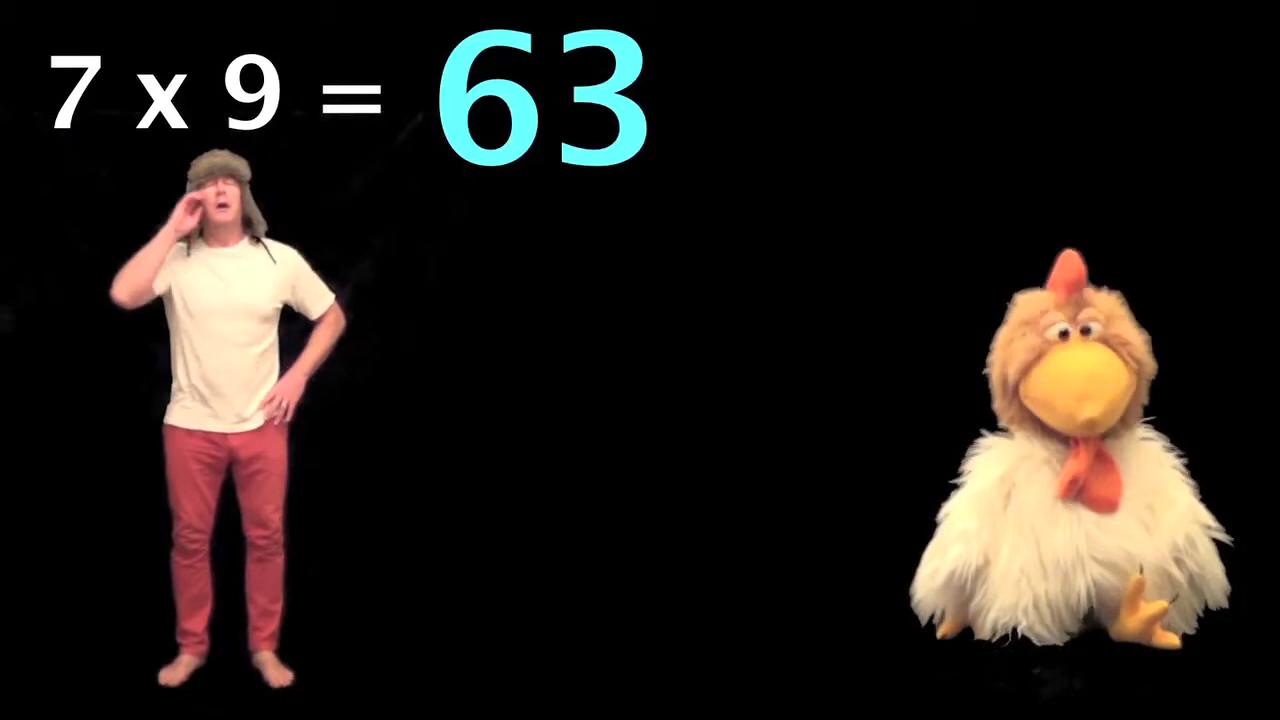 7 x 9 = 63